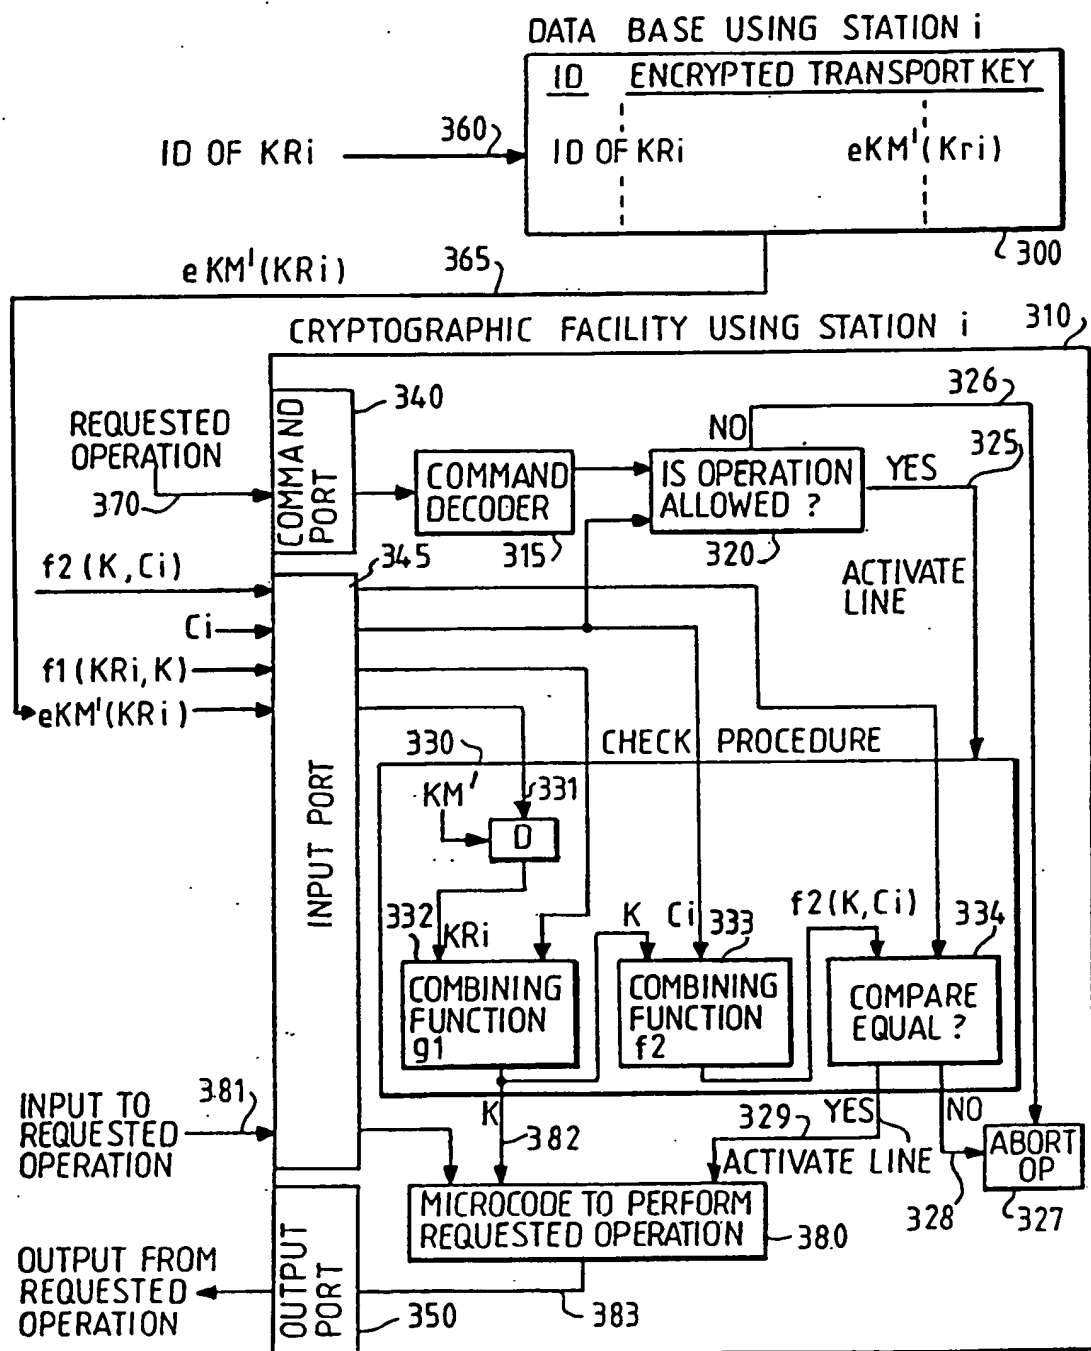 DATA BASE USING STATION i
ID ENCRYPTED TRANSPORT KEY
360
ID OF KRi
ID OF KRi
eKM'(Kri)
300
eKM'(KRi)
365
CRYPTOGRAPHIC FACILITY USING STATION i
310
340
326
REQUESTED
OPERATION
370
COMMAND
PORT
COMMAND
DECODER
315
NO
IS OPERATION
ALLOWED ?
320
YES
325
ACTIVATE
LINE
f2(K,Ci)
345
Ci
f1(KRi,K)
eKM'(KRi)
INPUT PORT
330
CHECK PROCEDURE
KM'
331
D
332
KRi
K
Ci
333
f2(K,Ci)
334
COMBINING
FUNCTION
g1
COMBINING
FUNCTION
f2
COMPARE
EQUAL ?
INPUT TO
REQUESTED
OPERATION
381
K
382
329
YES
NO
ACTIVATE LINE
328
ABORT
OP
327
MICROCODE TO PERFORM
REQUESTED OPERATION
380
OUTPUT FROM
REQUESTED
OPERATION
OUTPUT
PORT
350
383